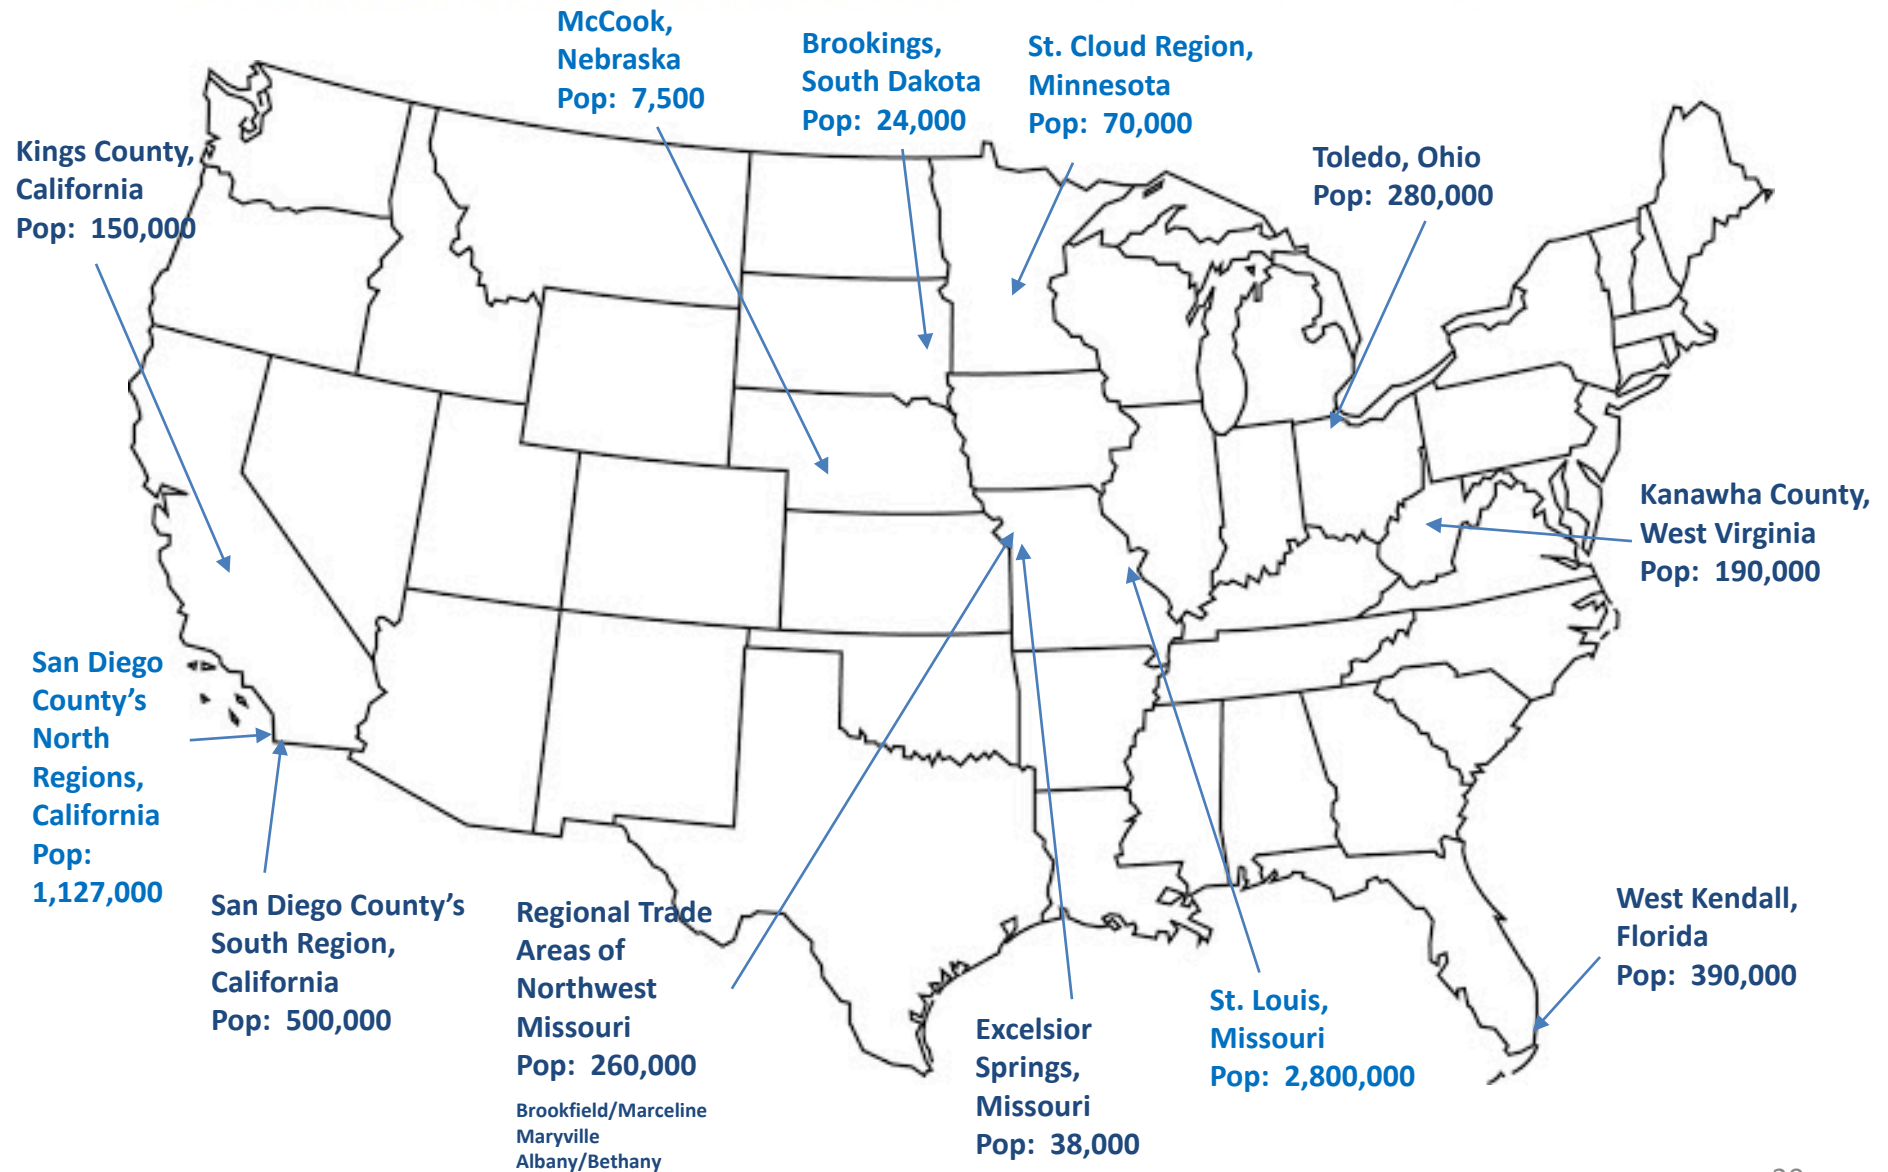 McCook,
Nebraska
Pop: 7,500
Brookings,
South Dakota
Pop: 24,000
St. Cloud Region,
Minnesota
Pop: 70,000
Kings County,
California
Pop: 150,000
Toledo, Ohio
Pop: 280,000
Kanawha County,
West Virginia
Pop: 190,000
San Diego
County’s
North
Regions,
California
Pop:
1,127,000
San Diego County’s
South Region,
California
Pop: 500,000
Regional Trade
Areas of
Northwest
Missouri
Pop: 260,000
Brookfield/Marceline
Maryville
Albany/Bethany
Excelsior
Springs,
Missouri
Pop: 38,000
St. Louis,
Missouri
Pop: 2,800,000
West Kendall,
Florida
Pop: 390,000